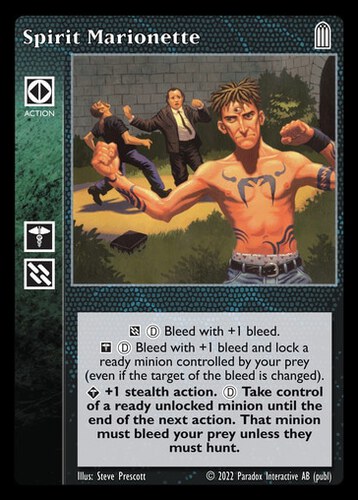 Spirit Marionette
ACTION
D Bleed with +1 bleed.
D Bleed with +1 bleed and lock a
ready minion controlled by your prey
(even if the target of the bleed is changed).
+1 stealth action. D Take control
of a ready unlocked minion until the
end of the next action. That minion
must bleed your prey unless they
must hunt.
Illus: Steve Prescott © 2022 Paradox Interactive AB (publ)